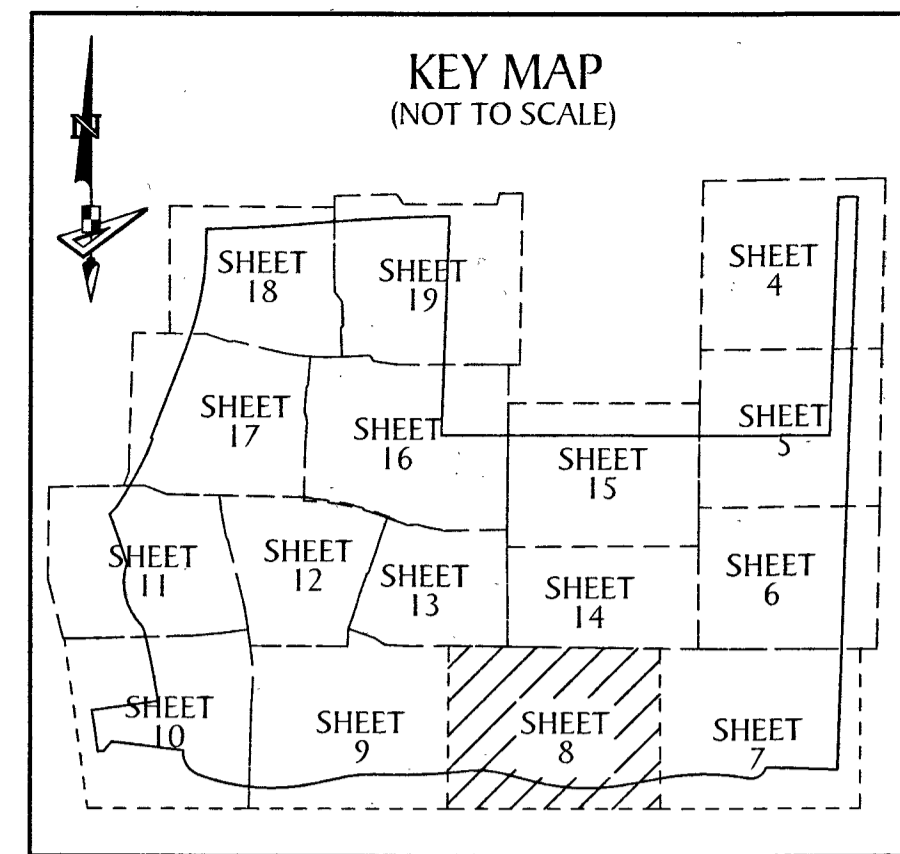 KEY MAP
(NOT TO SCALE)
N
SHEET
18
SHEET
19
SHEET
4
SHEET
17
SHEET
16
SHEET
15
SHEET
5
SHEET
11
SHEET
12
SHEET
13
SHEET
14
SHEET
6
SHEET
10
SHEET
9
SHEET
8
SHEET
7